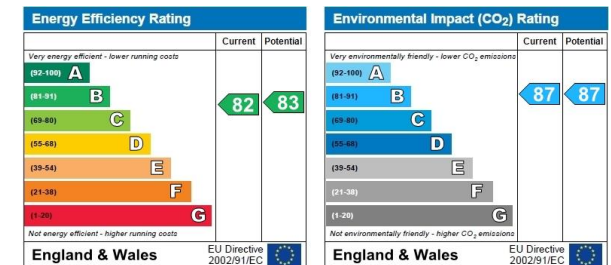 Energy Efficiency Rating
Current Potential
Very energy efficient - lower running costs
(92-100) A
(81-91) B
82 83
(69-80) C
(55-68) D
(39-54) E
(21-38) F
(1-20) G
Not energy efficient - higher running costs
England & Wales
EU Directive
2002/91/EC
Environmental Impact (CO2) Rating
Current Potential
Very environmentally friendly - lower CO2 emissions
(92-100) A
(81-91) B
87 87
(69-80) C
(55-68) D
(39-54) E
(21-38) F
(1-20) G
Not environmentally friendly - higher CO2 emissions
England & Wales
EU Directive
2002/91/EC